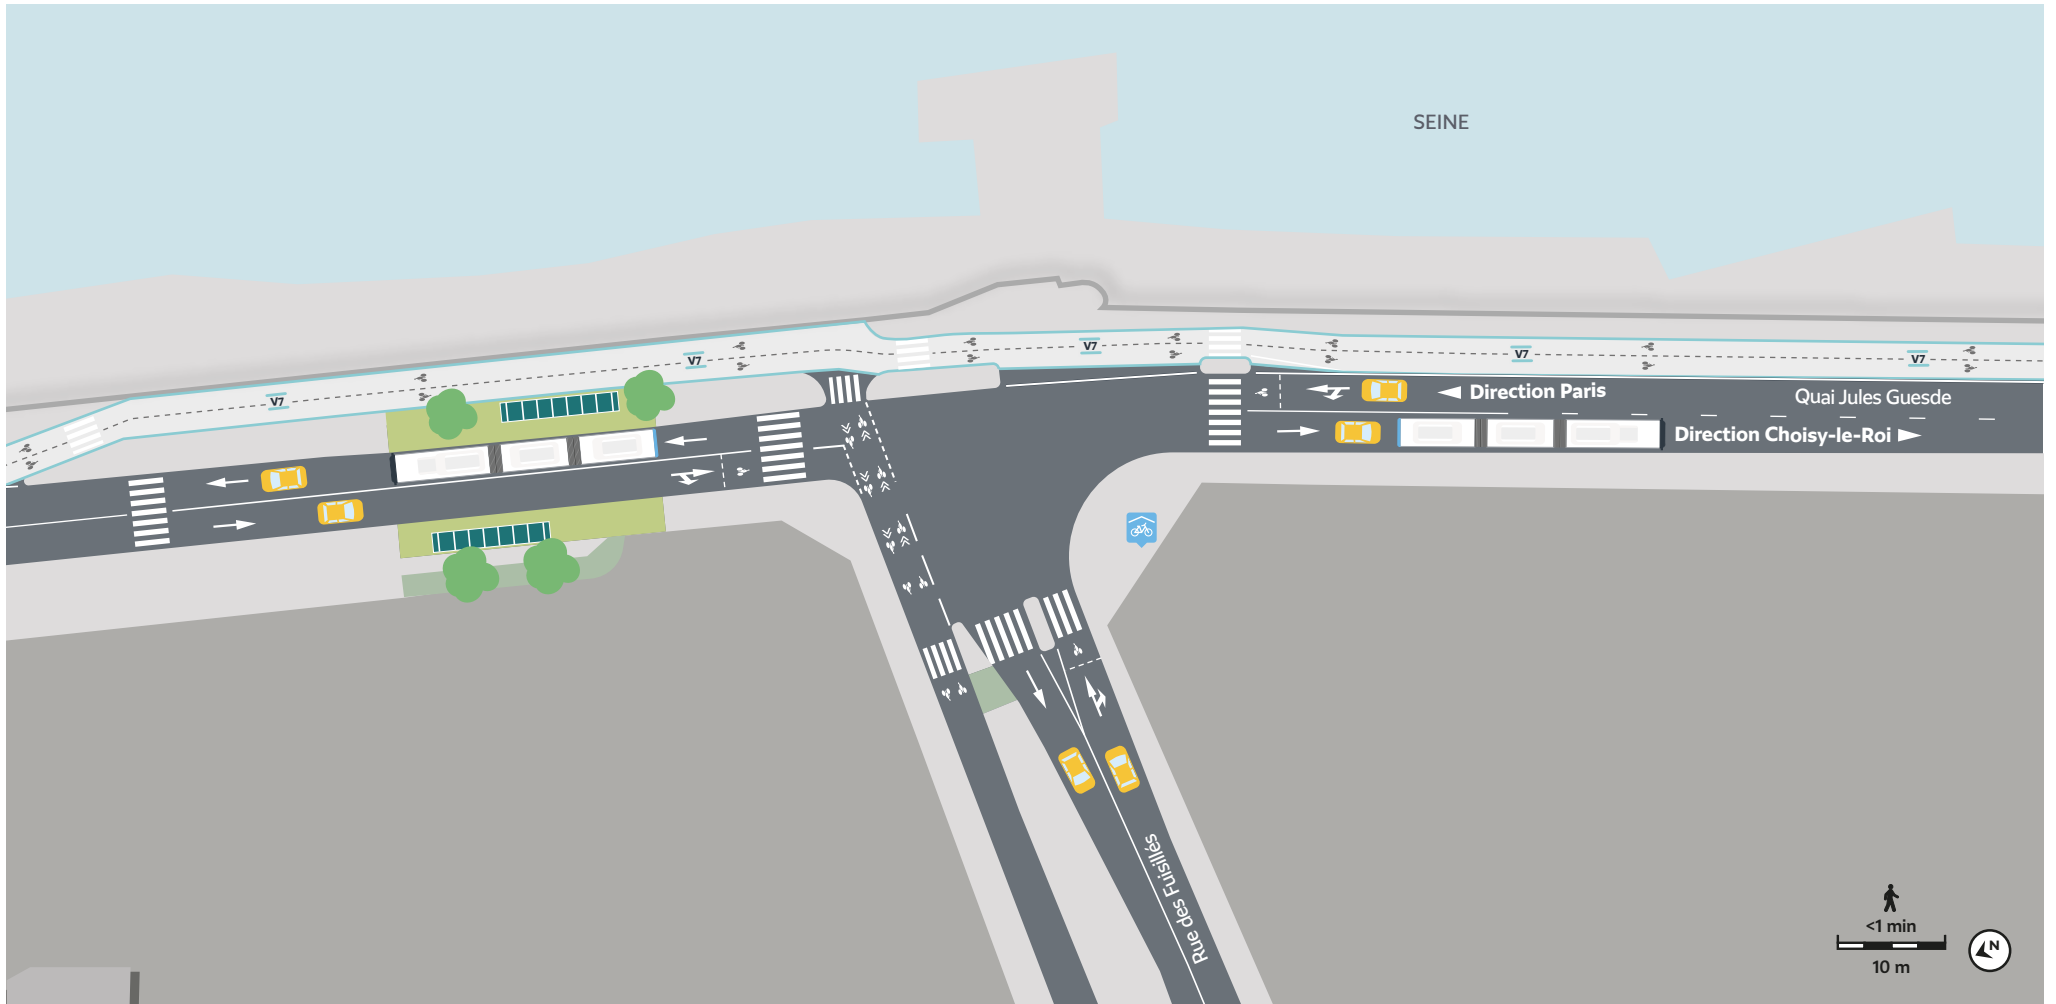 SEINE
V7
V7
V7
V7
V7
Direction Paris
Quai Jules Guesde
Direction Choisy-le-Roi
Rue des Fuisillés
<1 min
10 m
N